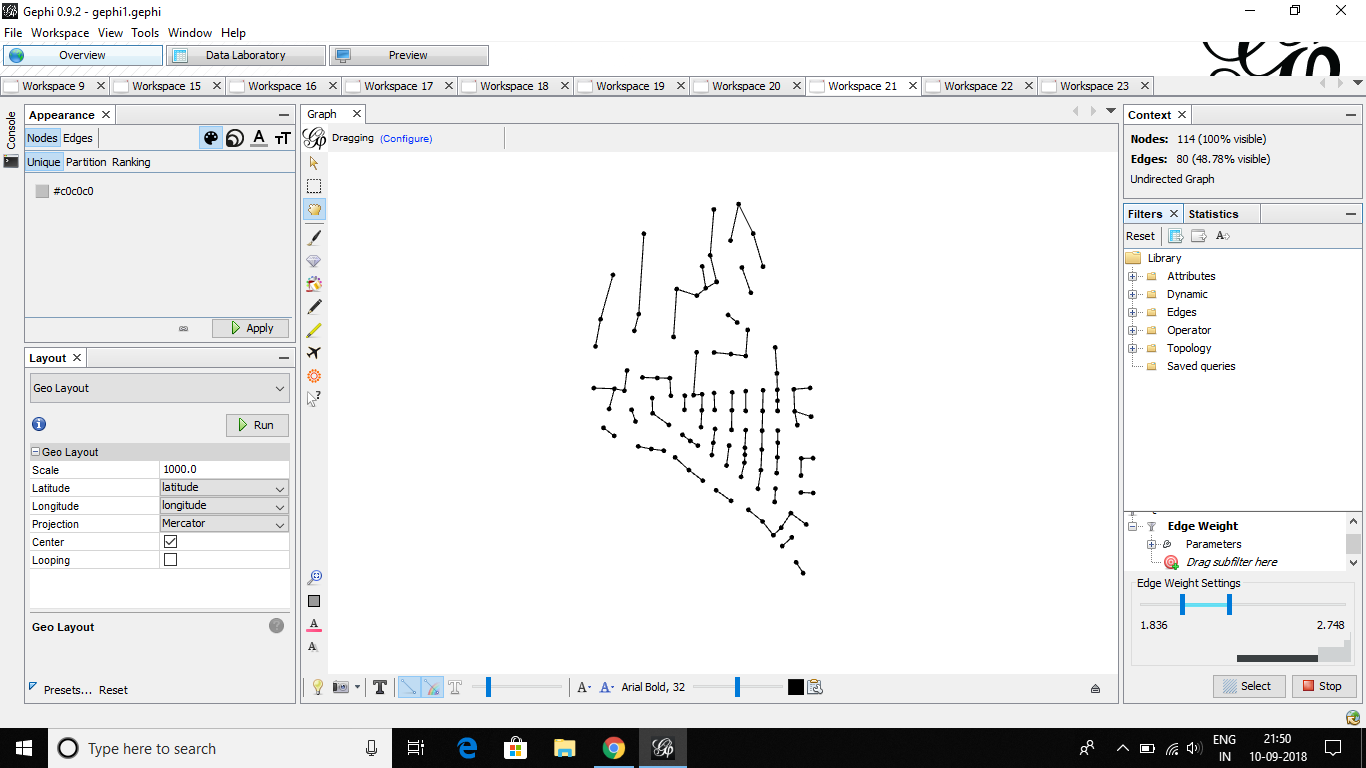 Gephi 0.9.2 - gephi1.gephi
File Workspace View Tools Window Help
Overview
Data Laboratory
Preview
Workspace 9
Workspace 15
Workspace 16
Workspace 17
Workspace 18
Workspace 19
Workspace 20
Workspace 21
Workspace 22
Workspace 23
Console
Appearance
Nodes Edges
Unique Partition Ranking
#c0c0c0
Apply
Layout
Geo Layout
Run
Geo Layout
Scale 1000.0
Latitude latitude
Longitude longitude
Projection Mercator
Center
Looping
Geo Layout
Presets... Reset
Graph
Dragging (Configure)
Arial Bold, 32
Context
Nodes: 114 (100% visible)
Edges: 80 (48.78% visible)
Undirected Graph
Filters
Statistics
Reset
Library
Attributes
Dynamic
Edges
Operator
Topology
Saved queries
Edge Weight
Parameters
Drag subfilter here
Edge Weight Settings
1.836 2.748
Select
Stop
Type here to search
ENG
IN
21:50
10-09-2018